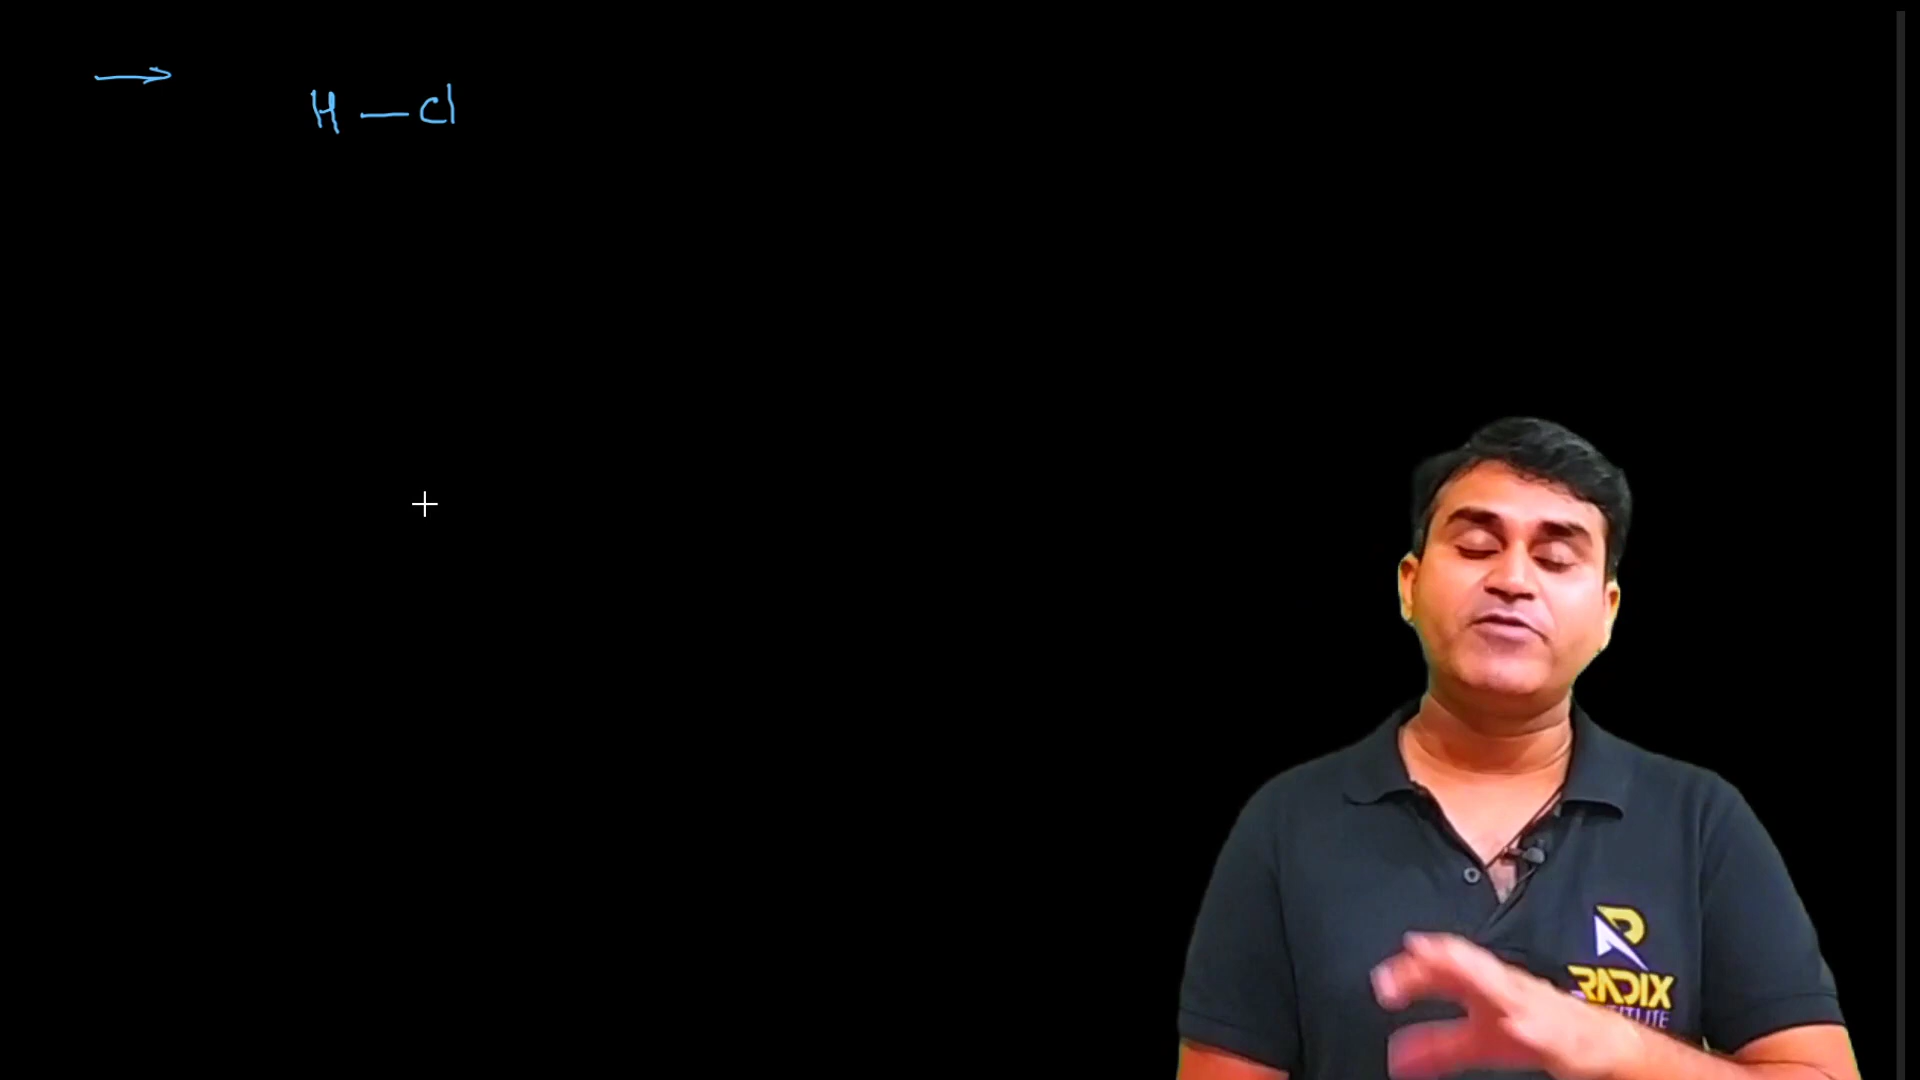 →
H — Cl
RADIX